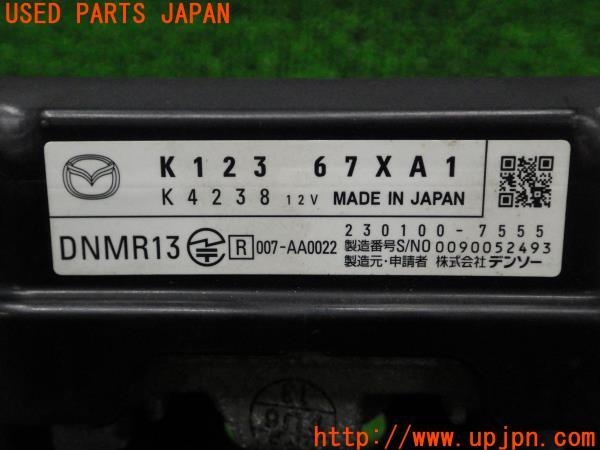 USED PARTS JAPAN
K123 67XA1
K4238 12V MADE IN JAPAN
230100-7555
DNMR13 R 007-AA0022 製造番号S/NO 0090052493
製造元・申請者 株式会社デンソー
http://www.upjpn.com/